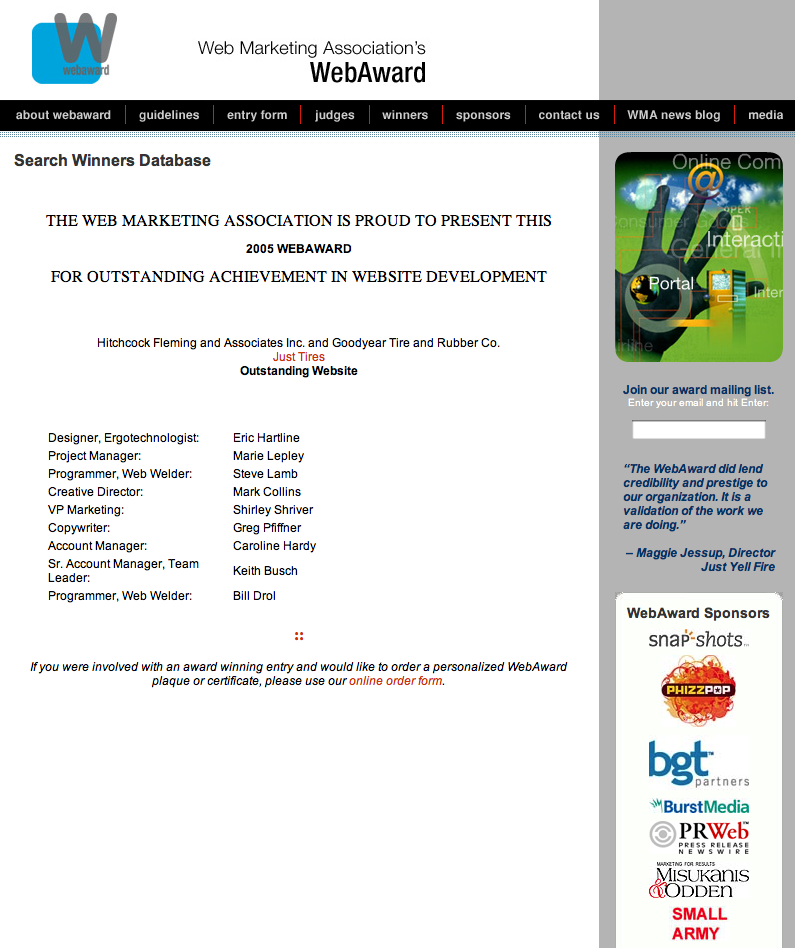 W
webaward
Web Marketing Association's
WebAward
about webaward guidelines entry form judges winners sponsors contact us WMA news blog media
Search Winners Database
THE WEB MARKETING ASSOCIATION IS PROUD TO PRESENT THIS
2005 WEBAWARD
FOR OUTSTANDING ACHIEVEMENT IN WEBSITE DEVELOPMENT
Hitchcock Fleming and Associates Inc. and Goodyear Tire and Rubber Co.
Just Tires
Outstanding Website
Designer, Ergotechnologist: Eric Hartline
Project Manager: Marie Lepley
Programmer, Web Welder: Steve Lamb
Creative Director: Mark Collins
VP Marketing: Shirley Shriver
Copywriter: Greg Pfiffner
Account Manager: Caroline Hardy
Sr. Account Manager, Team
Leader: Keith Busch
Programmer, Web Welder: Bill Drol
::
If you were involved with an award winning entry and would like to order a personalized WebAward
plaque or certificate, please use our online order form.
Online Com
@
Consumer Goods
Interacti
General In
Portal
Inter
Airline
Join our award mailing list.
Enter your email and hit Enter:
“The WebAward did lend
credibility and prestige to
our organization. It is a
validation of the work we
are doing.”
– Maggie Jessup, Director
Just Yell Fire
WebAward Sponsors
snap·shots
PHIZZPOP
bgt™
partners
BurstMedia
PRWeb™
PRESS RELEASE
NEWSWIRE
MARKETING FOR RESULTS
MISUKANIS
& ODDEN
SMALL
ARMY